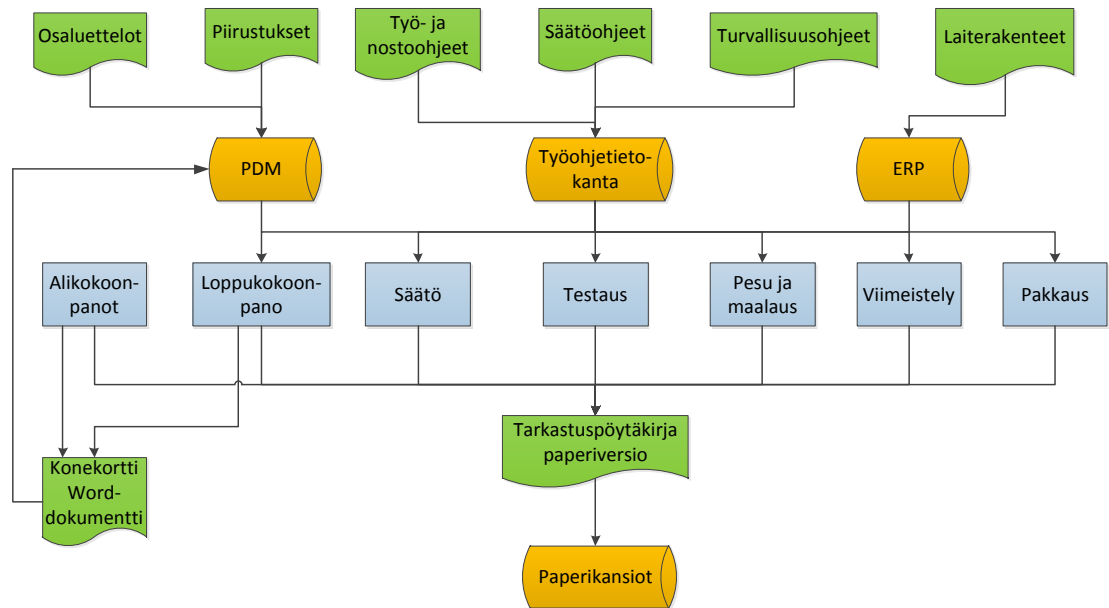 Osaluettelot
Piirustukset
Työ- ja
nostoohjeet
Säätöohjeet
Turvallisuusohjeet
Laiterakenteet
PDM
Työohjetieto-
kanta
ERP
Alikokoon-
panot
Loppukokoon-
pano
Säätö
Testaus
Pesu ja
maalaus
Viimeistely
Pakkaus
Tarkastuspöytäkirja
paperiversio
Konekortti
Word-
dokumentti
Paperikansiot